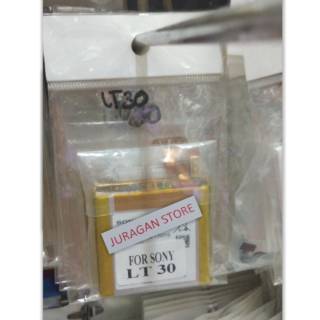 LT30
JURAGAN STORE
FOR SONY
LT 30